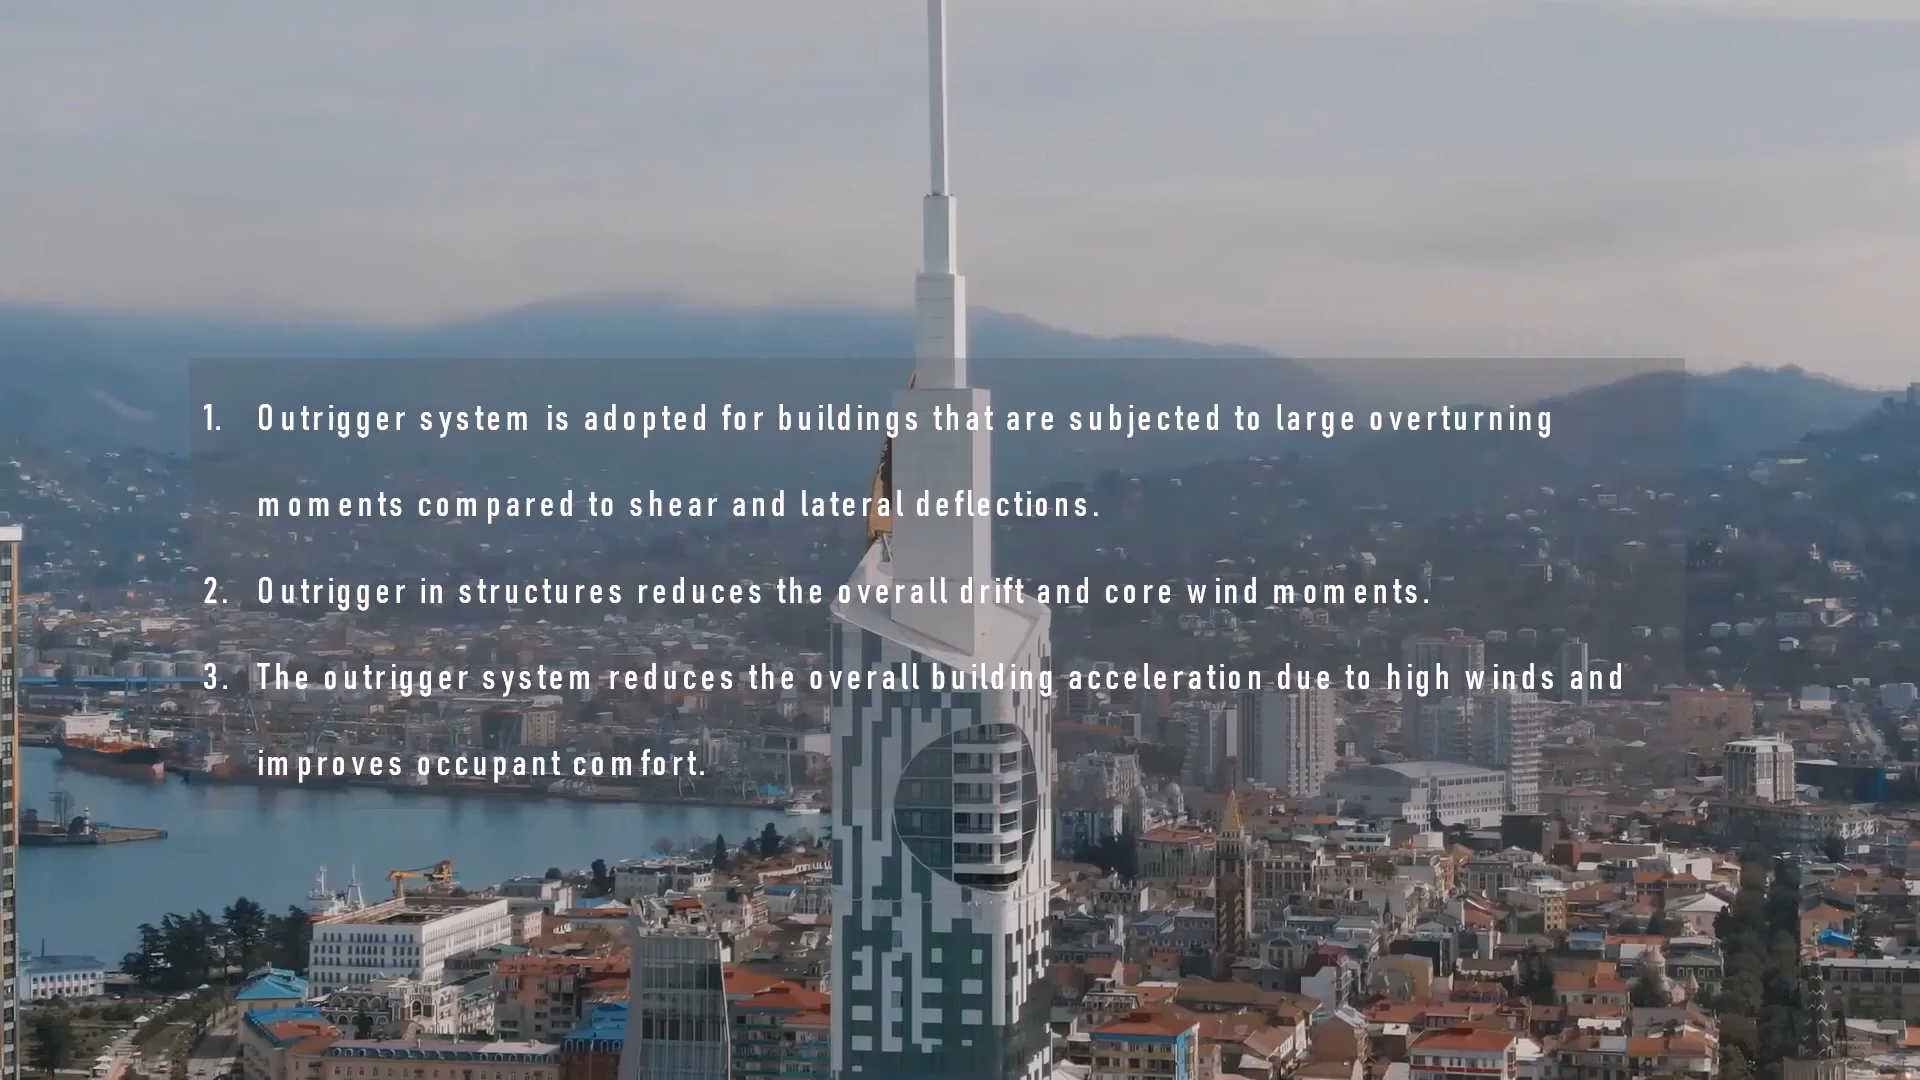 1. Outrigger system is adopted for buildings that are subjected to large overturning
moments compared to shear and lateral deflections.
2. Outrigger in structures reduces the overall drift and core wind moments.
3. The outrigger system reduces the overall building acceleration due to high winds and
improves occupant comfort.